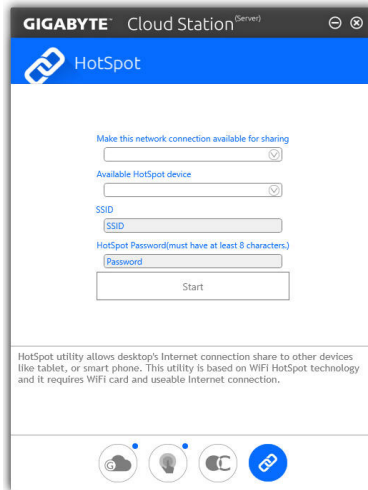 GIGABYTE™ Cloud Station (Server)
HotSpot
Make this network connection available for sharing
Available HotSpot device
SSID
SSID
HotSpot Password(must have at least 8 characters.)
Password
Start
HotSpot utility allows desktop's Internet connection share to other devices
like tablet, or smart phone. This utility is based on WiFi HotSpot technology
and it requires WiFi card and useable Internet connection.
G